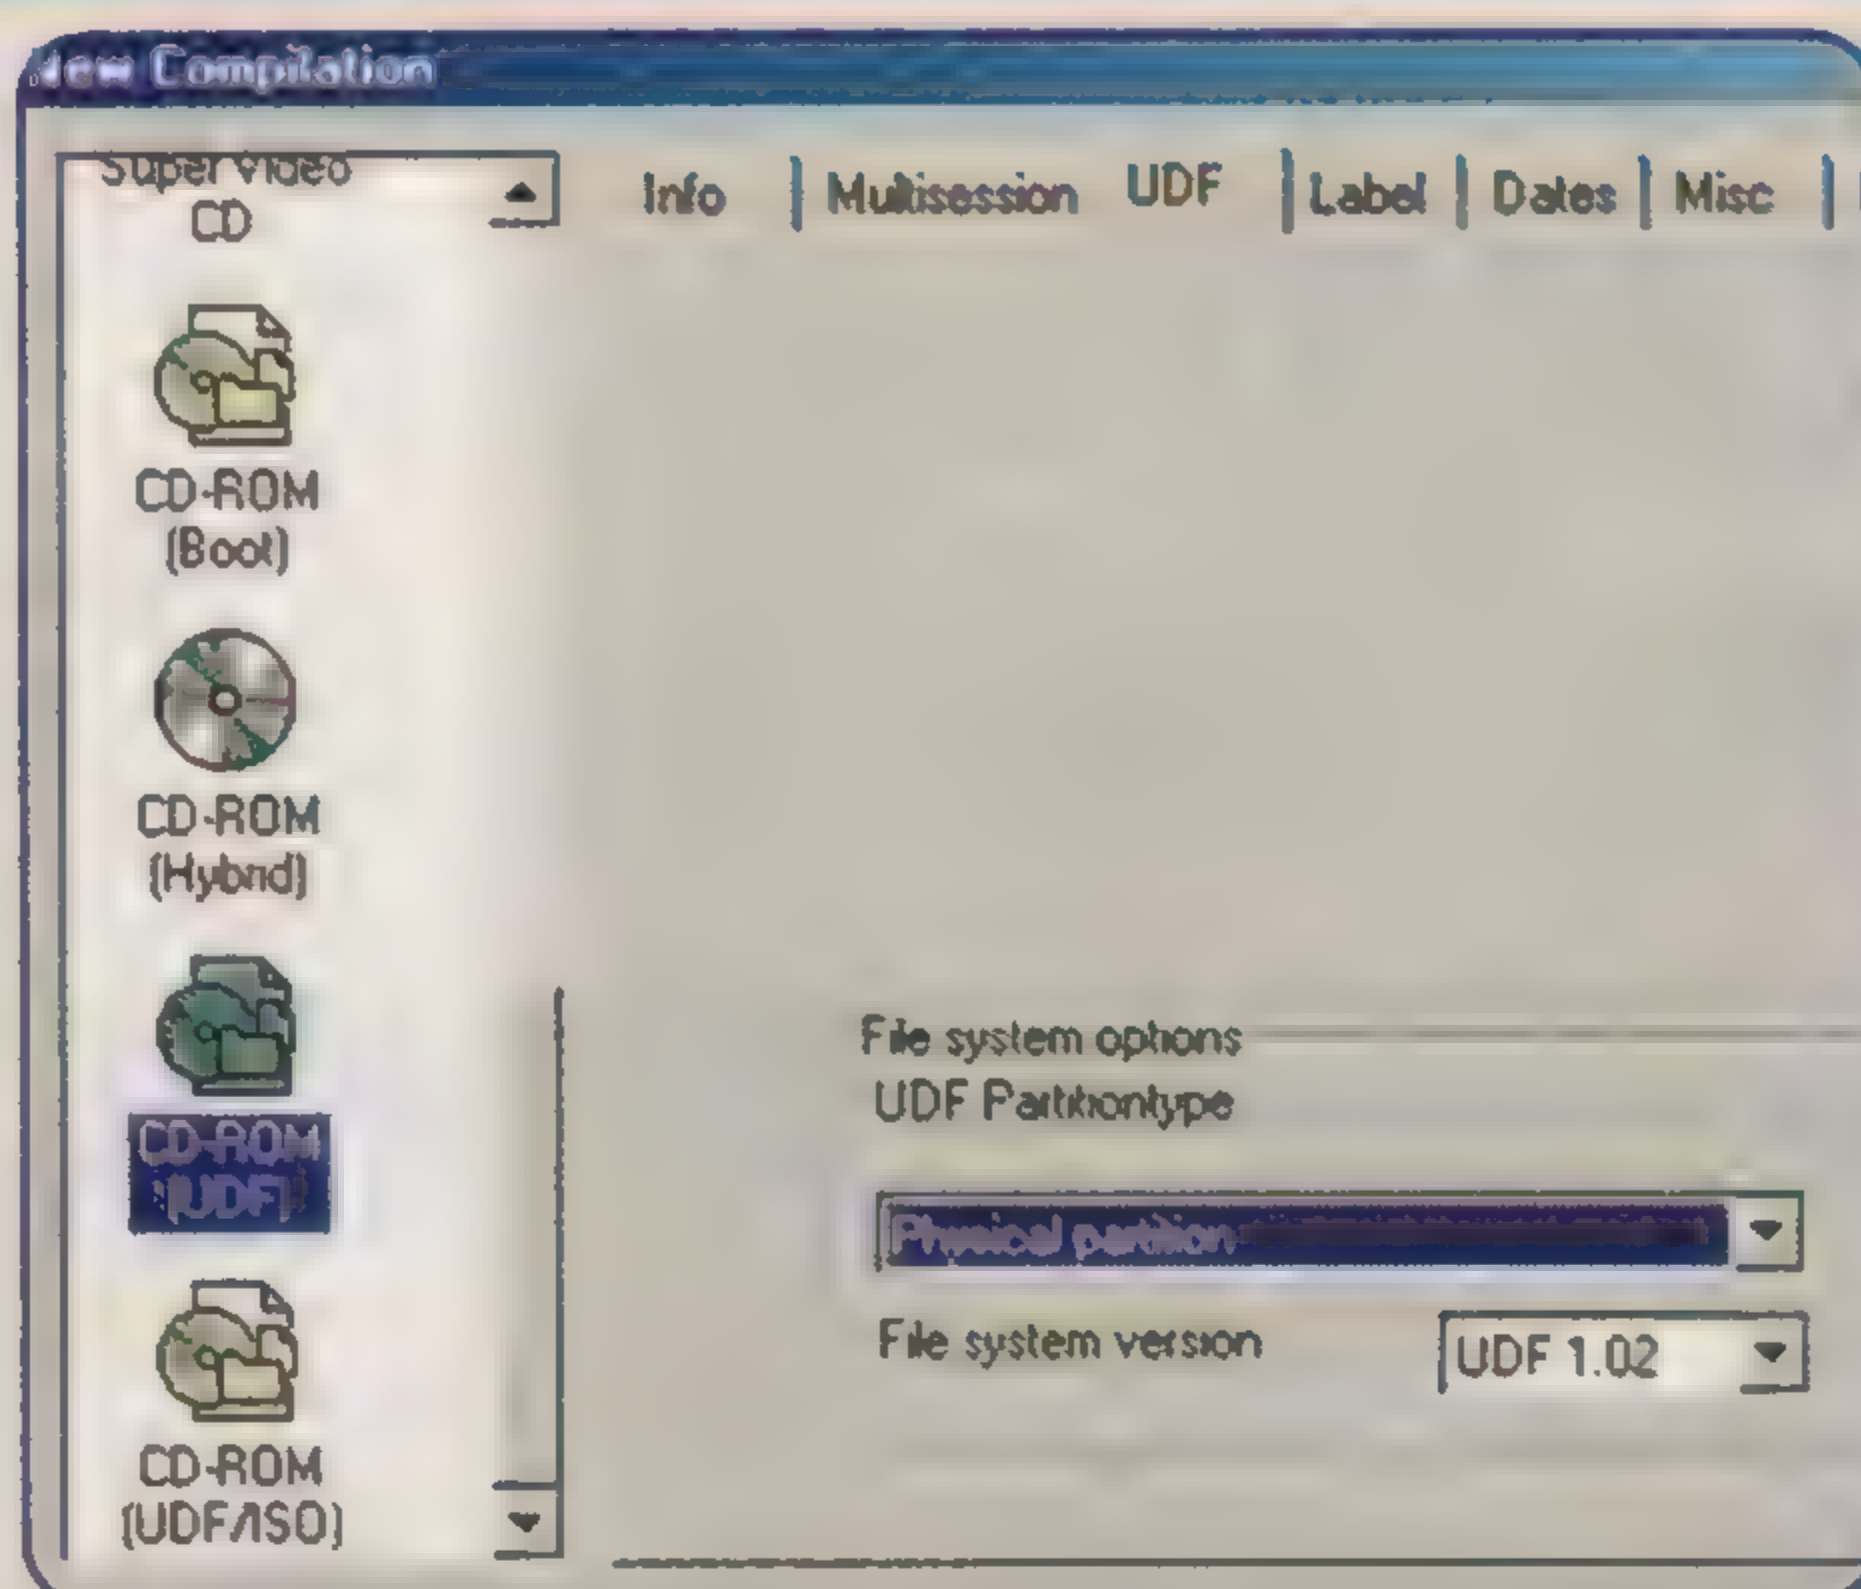 New Compilation
Super Video
CD
CD-ROM
(Boot)
CD-ROM
(Hybrid)
CD-ROM
(UDF)
CD-ROM
(UDF/ISO)
Info Multisession UDF Label Dates Misc
File system options
UDF Partitiontype
Physical partition
File system version UDF 1.02